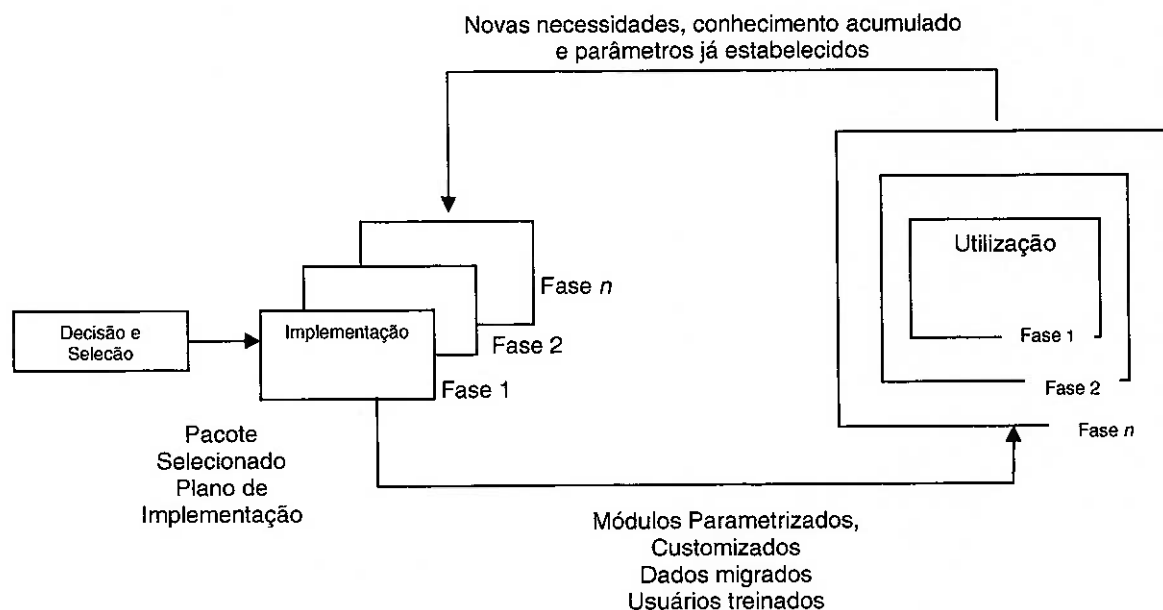 Novas necessidades, conhecimento acumulado
e parâmetros já estabelecidos
Utilização
Fase n
Decisão e
Selecão
Implementação
Fase 2
Fase 1
Fase 1
Fase 2
Fase n
Pacote
Selecionado
Plano de
Implementação
Módulos Parametrizados,
Customizados
Dados migrados
Usuários treinados